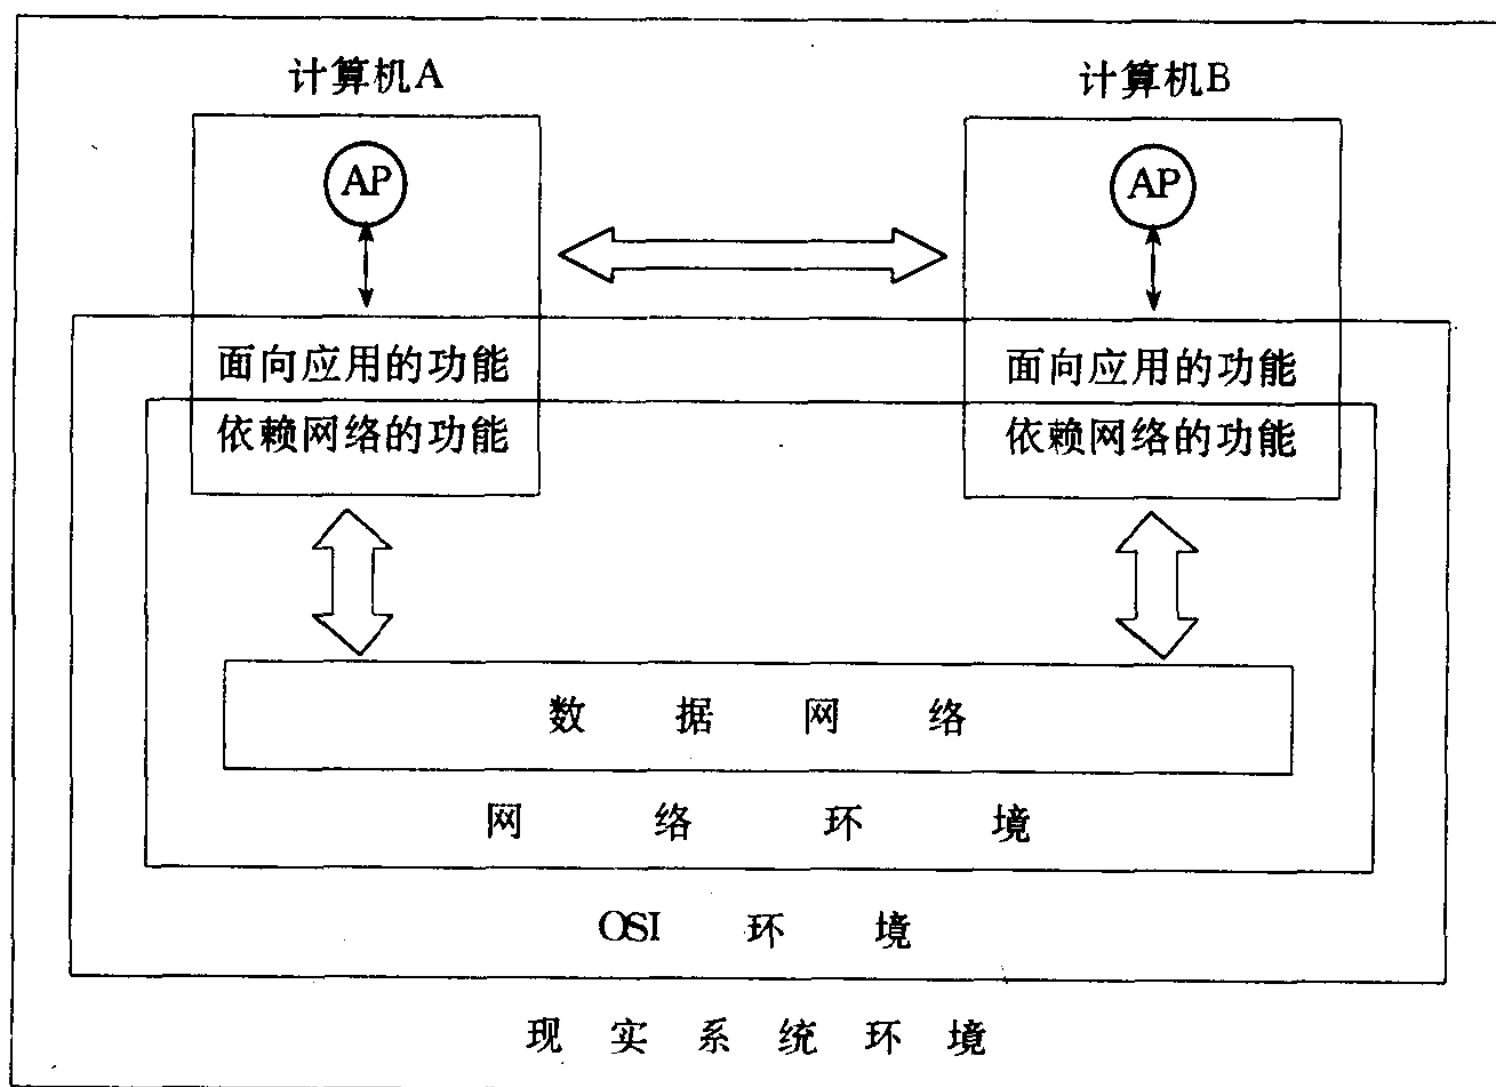 计算机A
计算机B
AP
AP
面向应用的功能
面向应用的功能
依赖网络的功能
依赖网络的功能
数据网络
网络环境
OSI 环境
现实系统环境